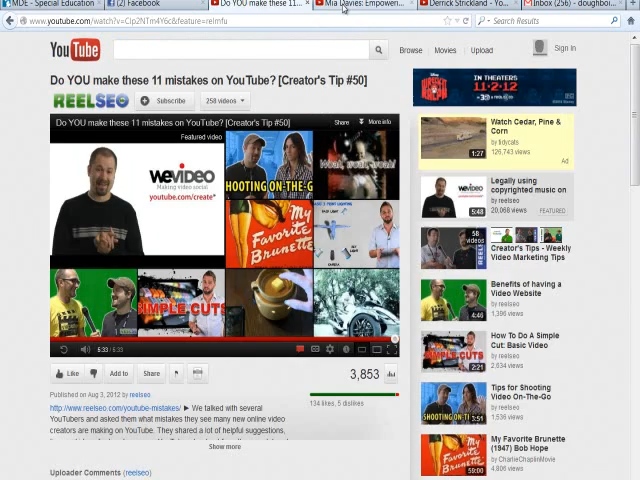 MDE - Special Education
(2) Facebook
Do YOU make these 11...
Mia Davies: Empoweri...
Derrick Strickland - Results
Inbox (256) - doughboi...
www.youtube.com/watch?v=CIp2NTm4Y6c&feature=relmfu
YouTube
Browse
Movies
Upload
Sign In
Do YOU make these 11 mistakes on YouTube? [Creator's Tip #50]
REELSEO
Subscribe
258 videos
Do YOU make these 11 mistakes on YouTube? [Creator's Tip #50]
Share
More info
Featured video
WEVIDEO
Making video social
youtube.com/create*
HOOTING ON-THE-G
Woah, woah, woah!
My
Favorite
Brunette
SIMPLE CUTS
5:33 / 5:33
Like
Add to
Share
3,853
Published on Aug 3, 2012 by reelseo
134 likes, 5 dislikes
http://www.reelseo.com/youtube-mistakes/ ► We talked with several
YouTubers and asked them what mistakes they see many new online video
creators are making on YouTube. They shared a lot of helpful suggestions,
Show more
Uploader Comments (reelseo)
IN THEATERS
11·2·12
Watch Cedar, Pine &
Corn
by tidycats
126,743 views
1:27
Ad
Legally using
copyrighted music on
by reelseo
20,068 views
FEATURED
5:48
58
videos
Creator's Tips - Weekly
Video Marketing Tips
Benefits of having a
Video Website
by reelseo
1,396 views
4:46
How To Do A Simple
Cut: Basic Video
by reelseo
2,634 views
2:21
Tips for Shooting
Video On-The-Go
by reelseo
1,536 views
3:51
My Favorite Brunette
(1947) Bob Hope
by CharlieChaplinMovie
4,806 views
59:00